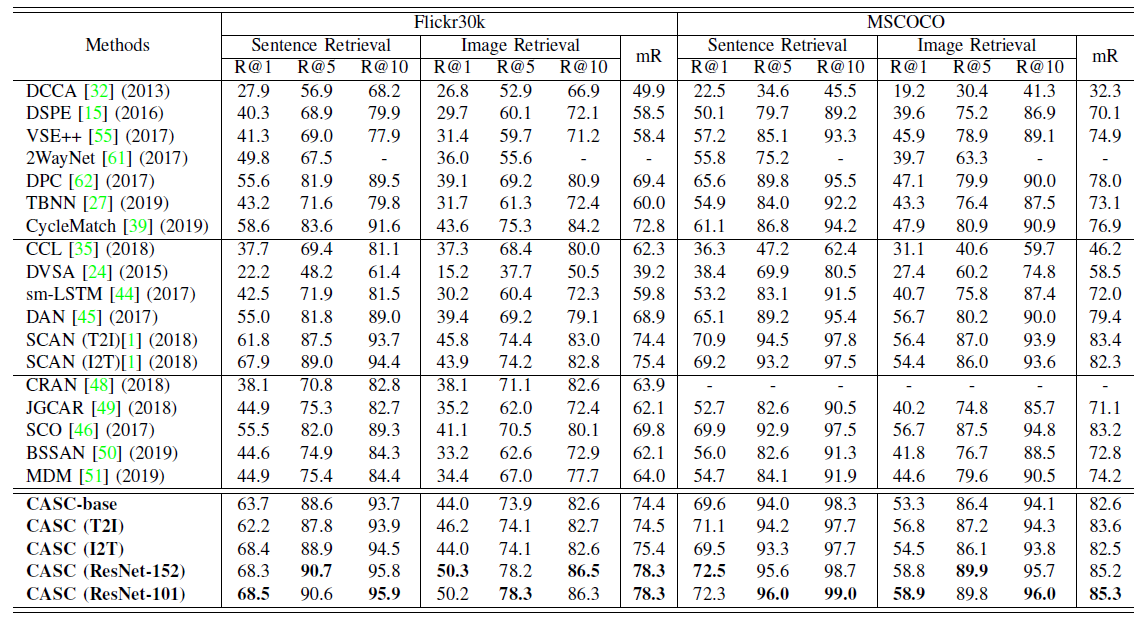 Flickr30k MSCOCO
Methods Sentence Retrieval Image Retrieval mR Sentence Retrieval Image Retrieval mR
R@1 R@5 R@10 R@1 R@5 R@10 R@1 R@5 R@10 R@1 R@5 R@10
DCCA [32] (2013) 27.9 56.9 68.2 26.8 52.9 66.9 49.9 22.5 34.6 45.5 19.2 30.4 41.3 32.3
DSPE [15] (2016) 40.3 68.9 79.9 29.7 60.1 72.1 58.5 50.1 79.7 89.2 39.6 75.2 86.9 70.1
VSE++ [55] (2017) 41.3 69.0 77.9 31.4 59.7 71.2 58.4 57.2 85.1 93.3 45.9 78.9 89.1 74.9
2WayNet [61] (2017) 49.8 67.5 - 36.0 55.6 - - 55.8 75.2 - 39.7 63.3 - -
DPC [62] (2017) 55.6 81.9 89.5 39.1 69.2 80.9 69.4 65.6 89.8 95.5 47.1 79.9 90.0 78.0
TBNN [27] (2019) 43.2 71.6 79.8 31.7 61.3 72.4 60.0 54.9 84.0 92.2 43.3 76.4 87.5 73.1
CycleMatch [39] (2019) 58.6 83.6 91.6 43.6 75.3 84.2 72.8 61.1 86.8 94.2 47.9 80.9 90.9 76.9
CCL [35] (2018) 37.7 69.4 81.1 37.3 68.4 80.0 62.3 36.3 47.2 62.4 31.1 40.6 59.7 46.2
DVSA [24] (2015) 22.2 48.2 61.4 15.2 37.7 50.5 39.2 38.4 69.9 80.5 27.4 60.2 74.8 58.5
sm-LSTM [44] (2017) 42.5 71.9 81.5 30.2 60.4 72.3 59.8 53.2 83.1 91.5 40.7 75.8 87.4 72.0
DAN [45] (2017) 55.0 81.8 89.0 39.4 69.2 79.1 68.9 65.1 89.2 95.4 56.7 80.2 90.0 79.4
SCAN (T2I)[1] (2018) 61.8 87.5 93.7 45.8 74.4 83.0 74.4 70.9 94.5 97.8 56.4 87.0 93.9 83.4
SCAN (I2T)[1] (2018) 67.9 89.0 94.4 43.9 74.2 82.8 75.4 69.2 93.2 97.5 54.4 86.0 93.6 82.3
CRAN [48] (2018) 38.1 70.8 82.8 38.1 71.1 82.6 63.9 - - - - - - -
JGCAR [49] (2018) 44.9 75.3 82.7 35.2 62.0 72.4 62.1 52.7 82.6 90.5 40.2 74.8 85.7 71.1
SCO [46] (2017) 55.5 82.0 89.3 41.1 70.5 80.1 69.8 69.9 92.9 97.5 56.7 87.5 94.8 83.2
BSSAN [50] (2019) 44.6 74.9 84.3 33.2 62.6 72.9 62.1 56.0 82.6 91.3 41.8 76.7 88.5 72.8
MDM [51] (2019) 44.9 75.4 84.4 34.4 67.0 77.7 64.0 54.7 84.1 91.9 44.6 79.6 90.5 74.2
CASC-base 63.7 88.6 93.7 44.0 73.9 82.6 74.4 69.6 94.0 98.3 53.3 86.4 94.1 82.6
CASC (T2I) 62.2 87.8 93.9 46.2 74.1 82.7 74.5 71.1 94.2 97.7 56.8 87.2 94.3 83.6
CASC (I2T) 68.4 88.9 94.5 44.0 74.1 82.6 75.4 69.5 93.3 97.7 54.5 86.1 93.8 82.5
CASC (ResNet-152) 68.3 90.7 95.8 50.3 78.2 86.5 78.3 72.5 95.6 98.7 58.8 89.9 95.7 85.2
CASC (ResNet-101) 68.5 90.6 95.9 50.2 78.3 86.3 78.3 72.3 96.0 99.0 58.9 89.8 96.0 85.3